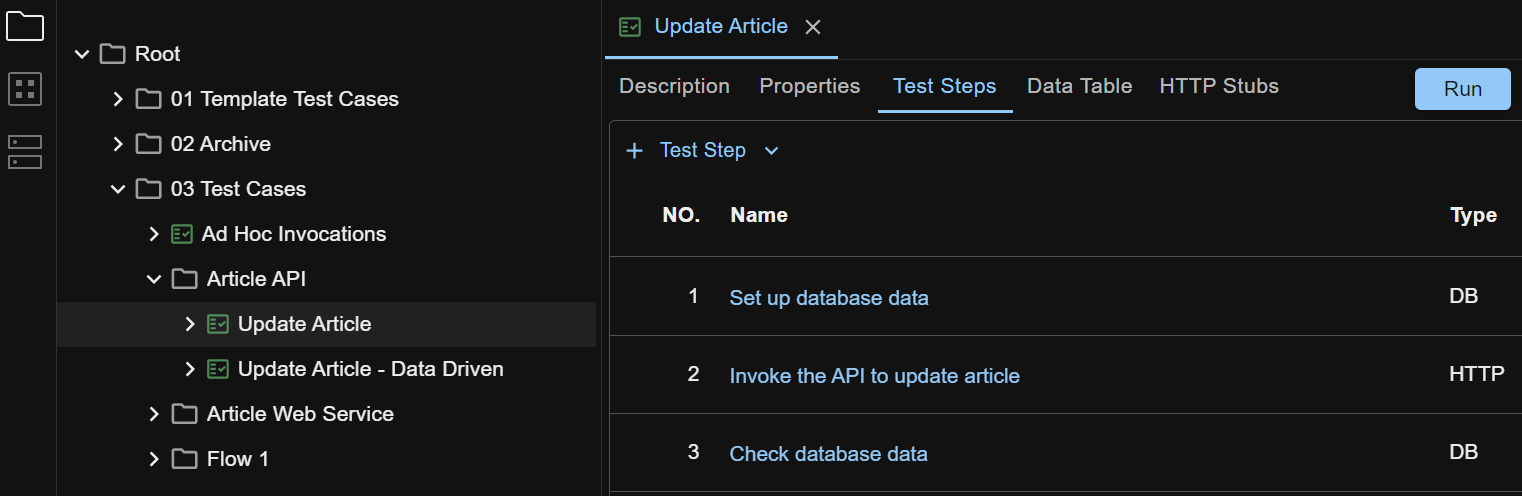 Root
01 Template Test Cases
02 Archive
03 Test Cases
Ad Hoc Invocations
Article API
Update Article
Update Article - Data Driven
Article Web Service
Flow 1
Update Article
Description Properties Test Steps Data Table HTTP Stubs Run
Test Step
NO. Name Type
1 Set up database data DB
2 Invoke the API to update article HTTP
3 Check database data DB